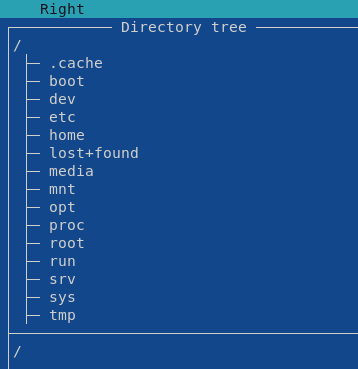 Right
Directory tree
/
.cache
boot
dev
etc
home
lost+found
media
mnt
opt
proc
root
run
srv
sys
tmp
/